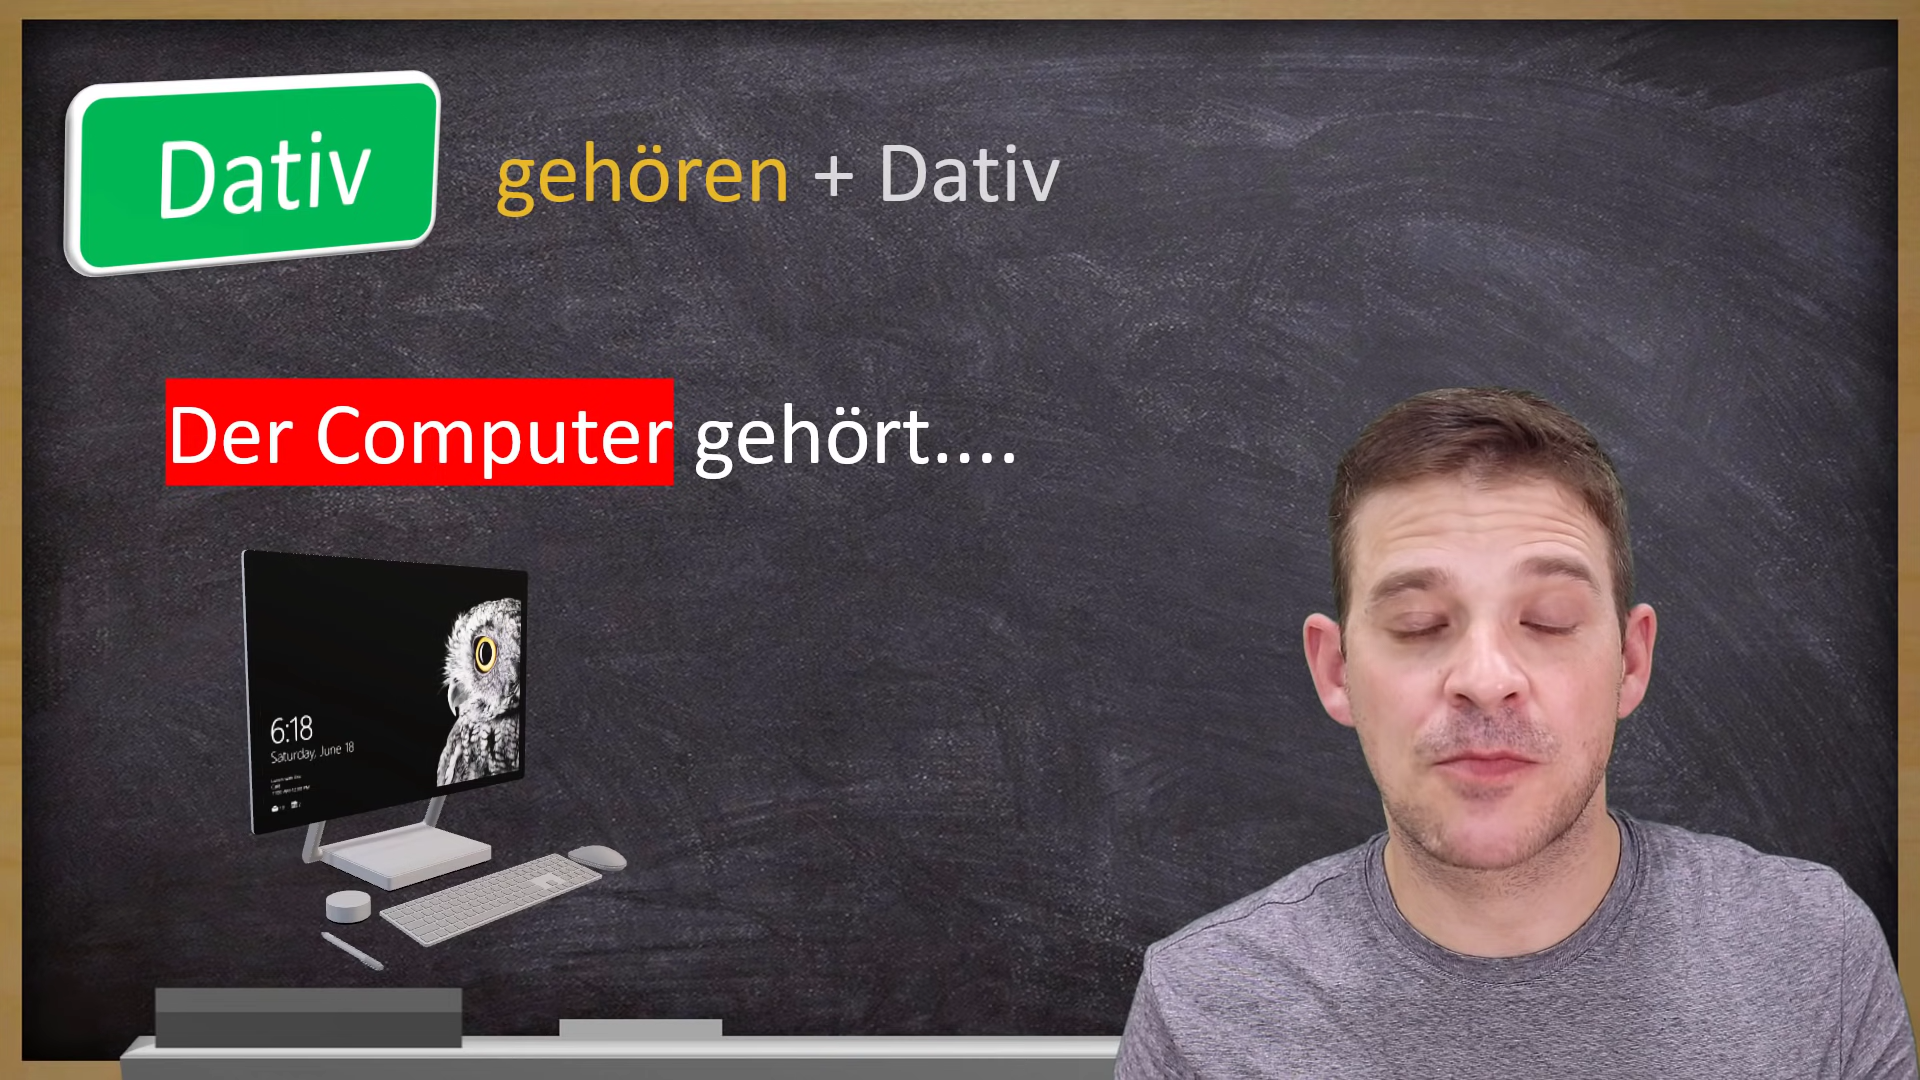 Dativ
gehören + Dativ
Der Computer gehört....
6:18
Saturday, June 18